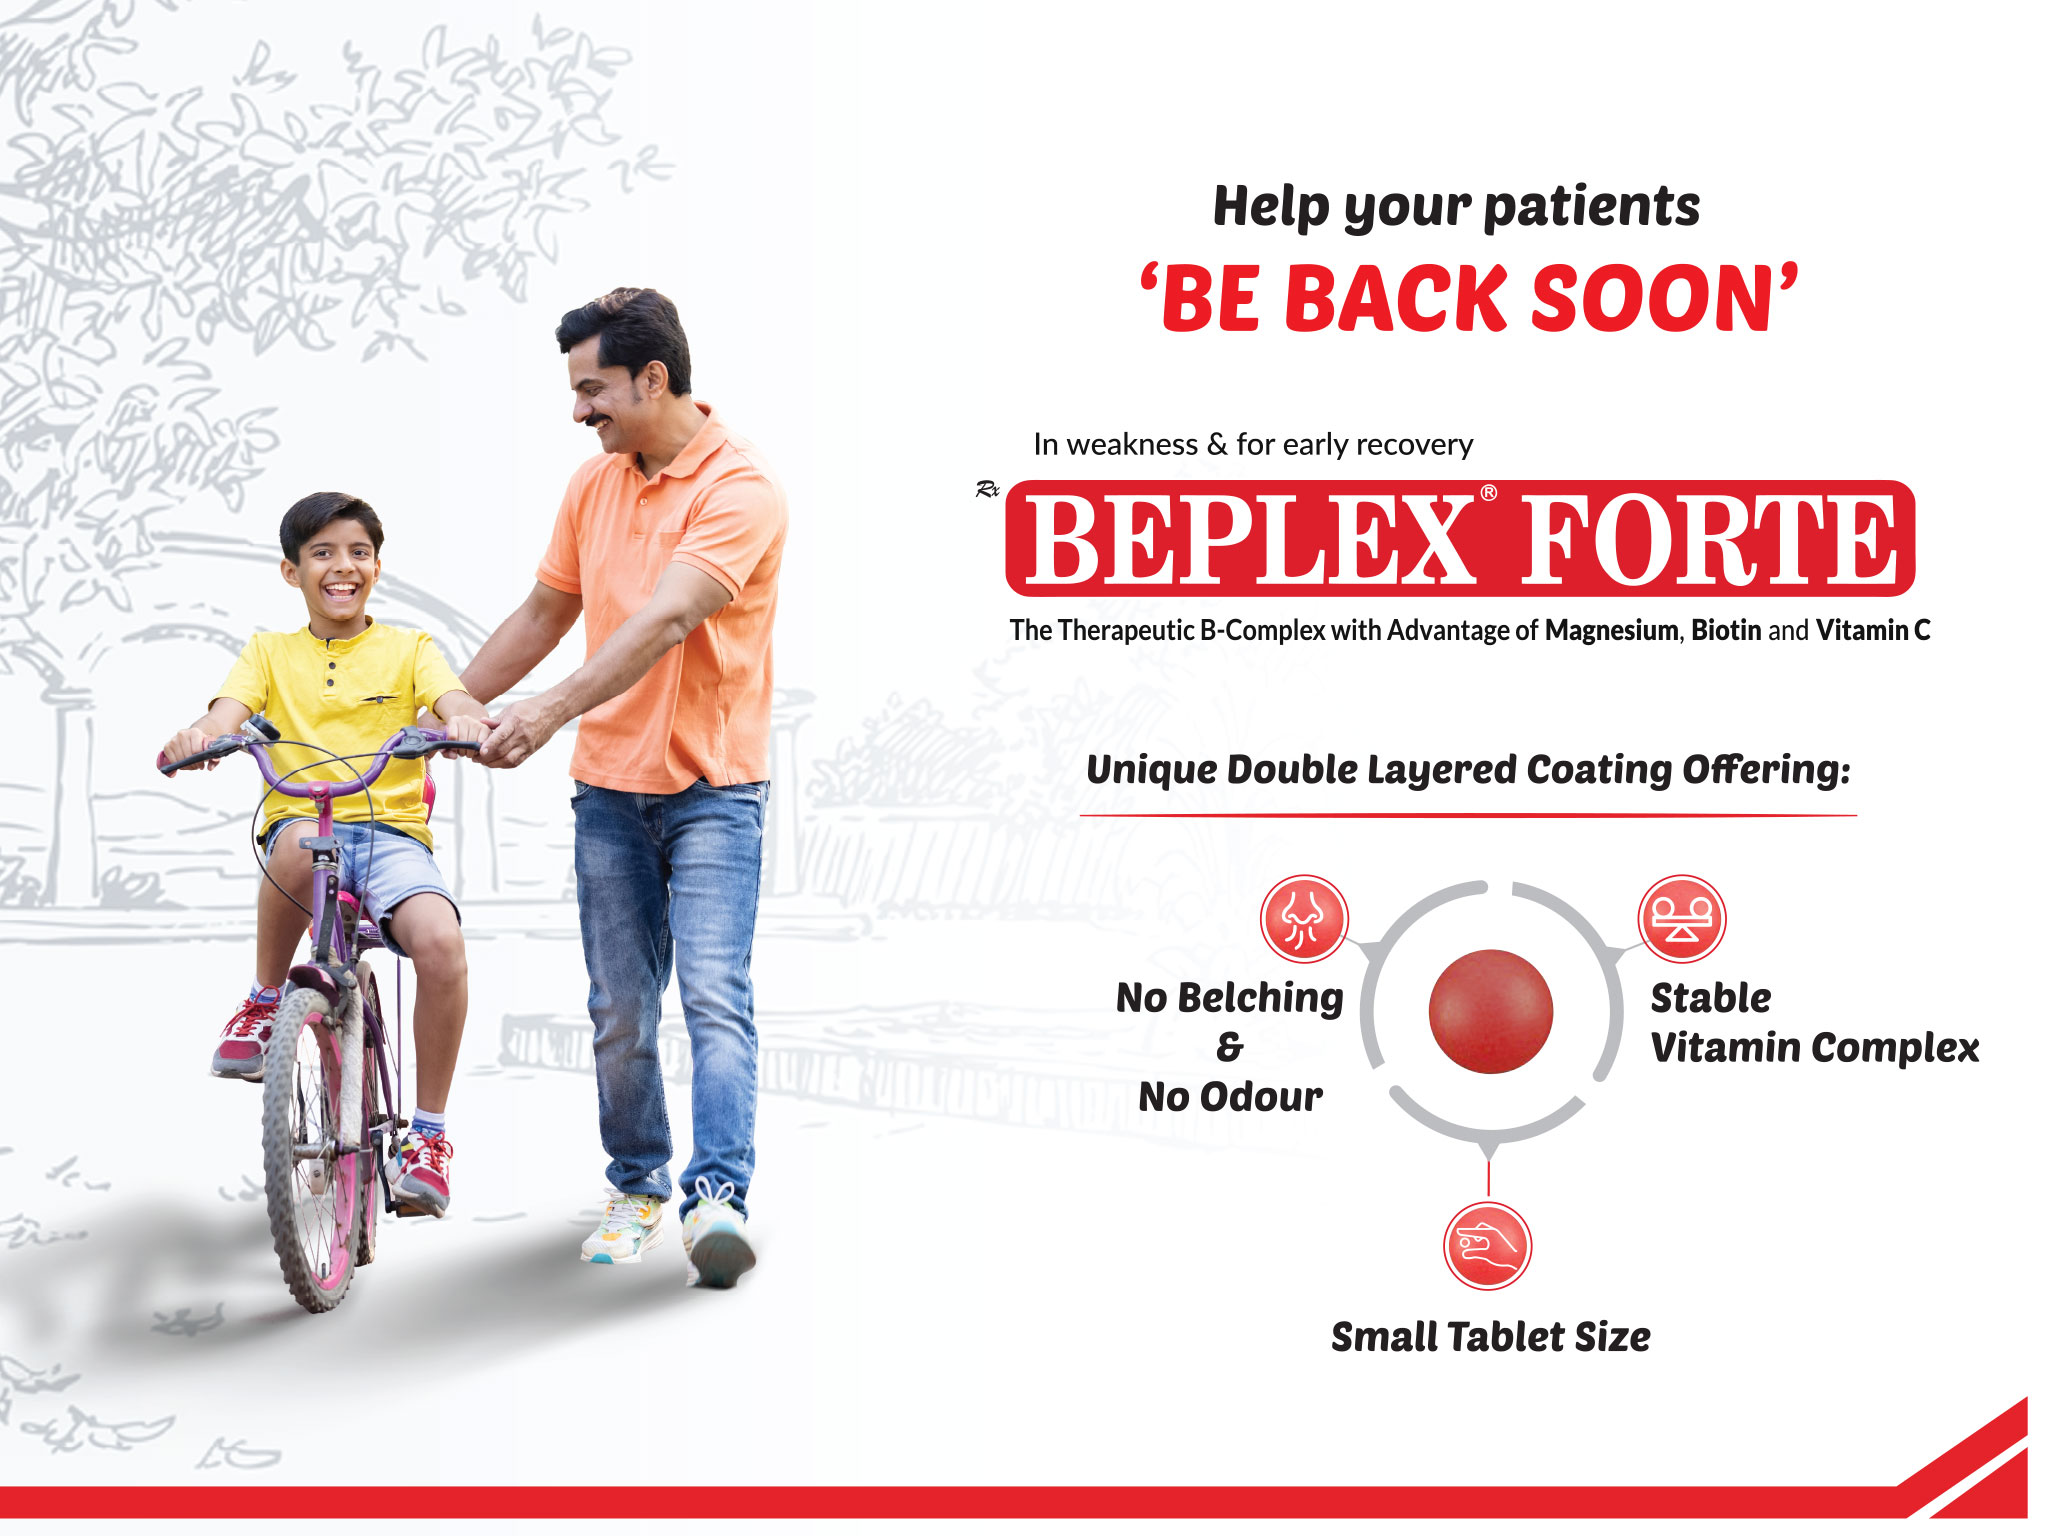 Help your patients
‘BE BACK SOON’
In weakness & for early recovery
Rx
BEPLEX® FORTE
The Therapeutic B-Complex with Advantage of Magnesium, Biotin and Vitamin C
Unique Double Layered Coating Offering:
No Belching
&
No Odour
Stable
Vitamin Complex
Small Tablet Size